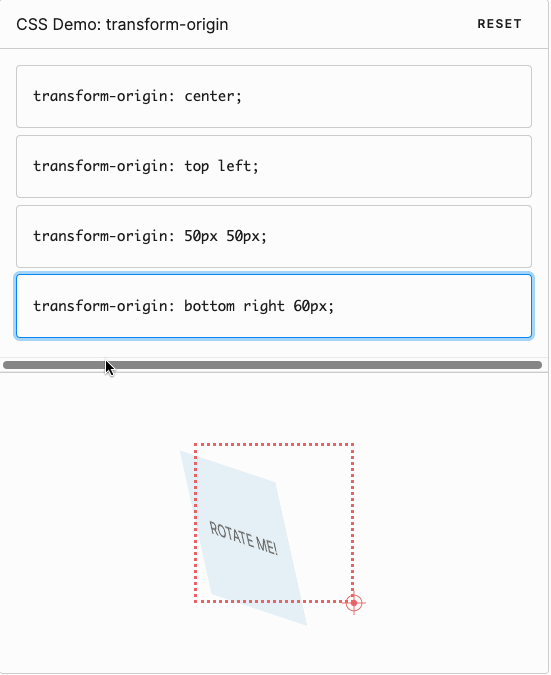 CSS Demo: transform-origin
RESET
transform-origin: center;
transform-origin: top left;
transform-origin: 50px 50px;
transform-origin: bottom right 60px;
ROTATE ME!